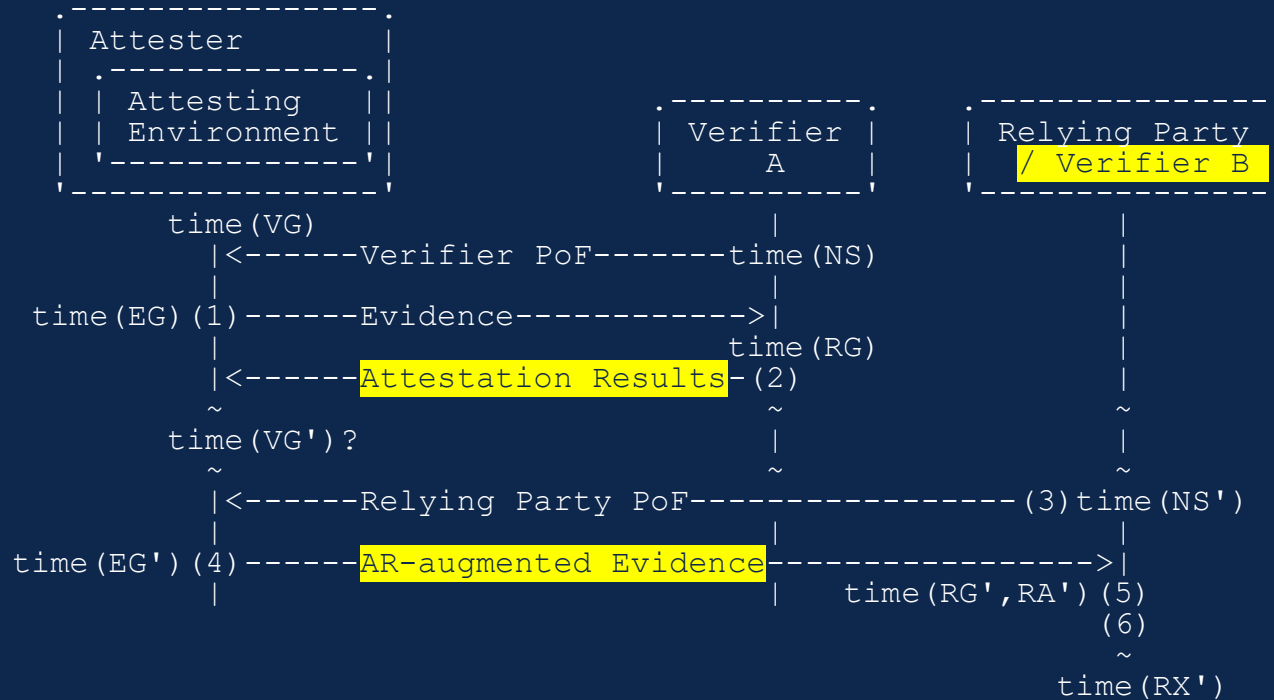 .----------------.
| Attester       |
| .-------------.|
| | Attesting   ||              .----------.    .---------------
| | Environment ||              | Verifier |    | Relying Party
| '-------------'|              |    A     |    |  / Verifier B
'----------------'              '----------'    '---------------
time(VG)                              |                 |
|<------Verifier PoF-------time(NS)                 |
|                          |                        |
time(EG)(1)------Evidence------------>|                 |
|                       time(RG)                    |
|<------Attestation Results-(2)                     |
~                          ~                        ~
time(VG')?                            |                 |
~                          ~                        ~
|<------Relying Party PoF-----------------(3)time(NS')
|                          |                        |
time(EG')(4)------AR-augmented Evidence----------------->|
|                          |   time(RG',RA')(5)
(6)
~
time(RX')